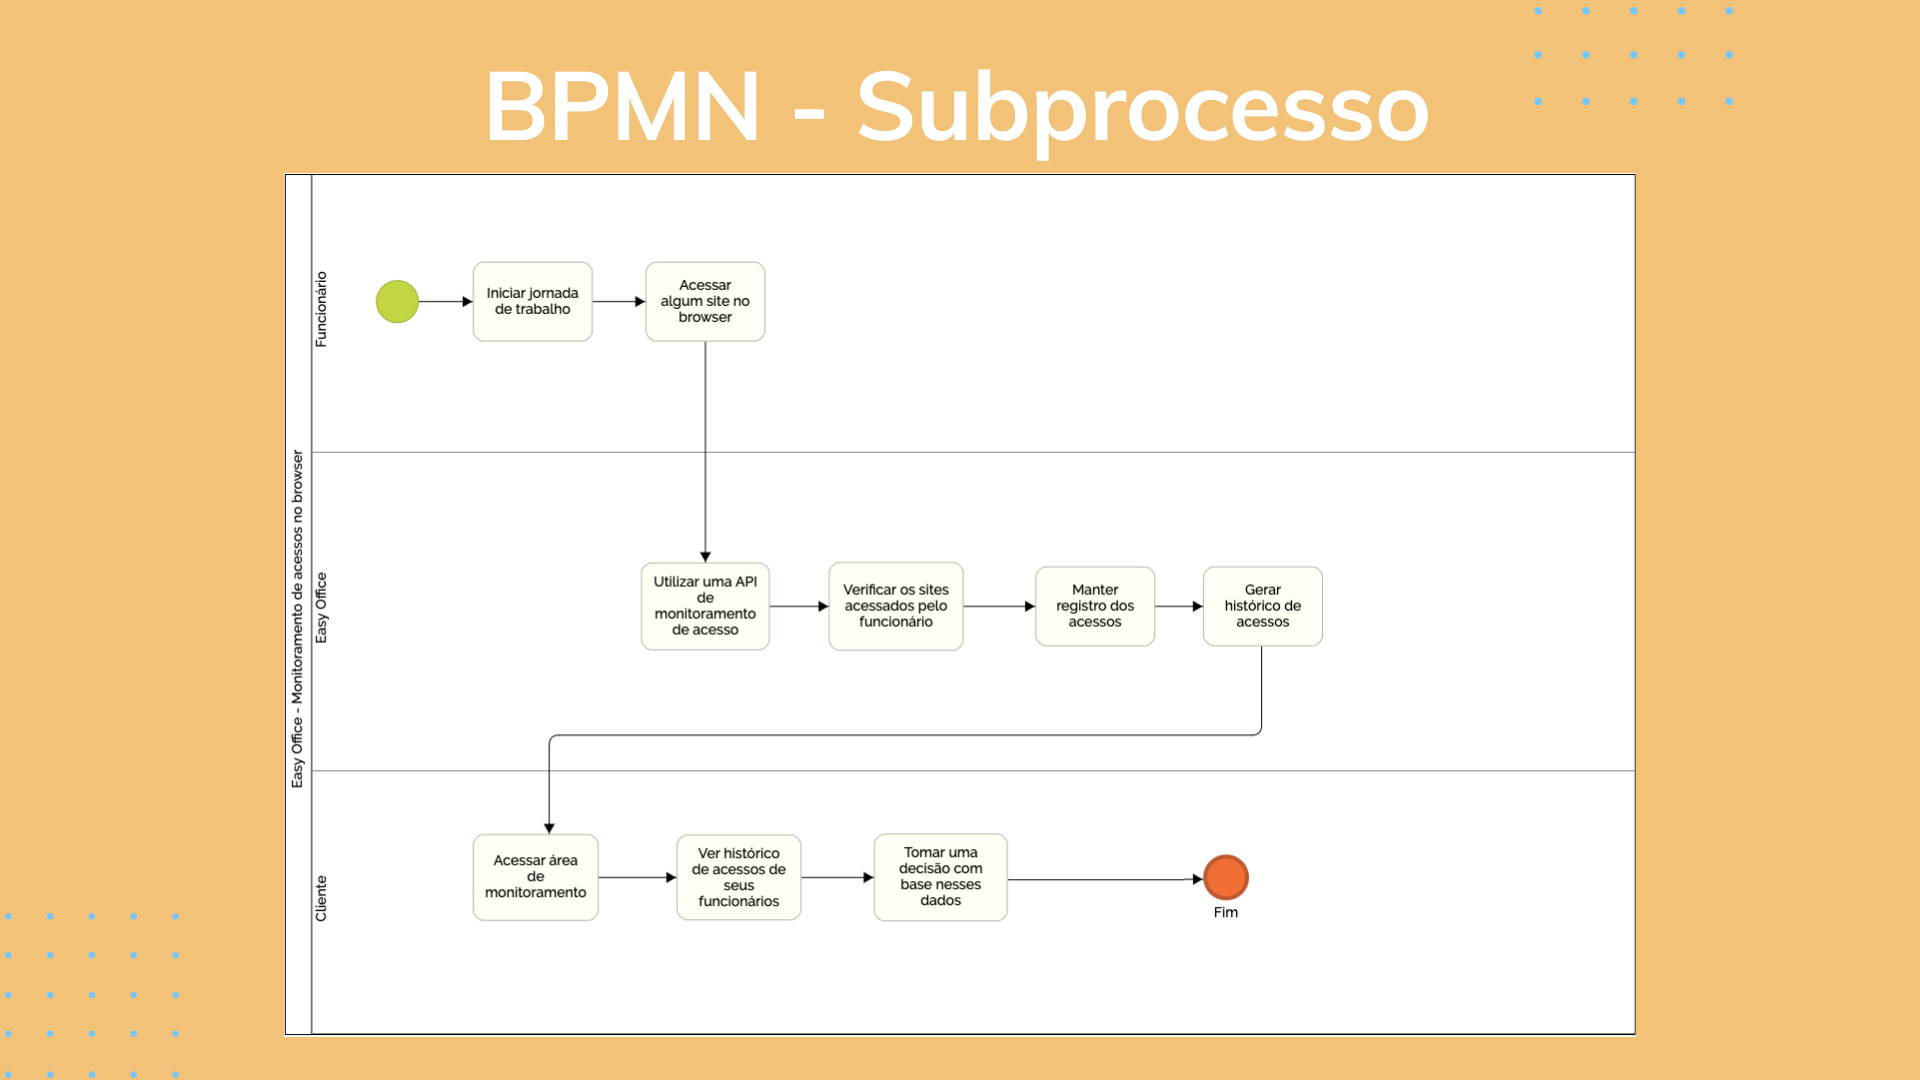 BPMN - Subprocesso
Easy Office - Monitoramento de acessos no browser
Funcionário
Iniciar jornada
de trabalho
Acessar
algum site no
browser
Easy Office
Utilizar uma API
de
monitoramento
de acesso
Verificar os sites
acessados pelo
funcionário
Manter
registro dos
acessos
Gerar
histórico de
acessos
Cliente
Acessar área
de
monitoramento
Ver histórico
de acessos de
seus
funcionários
Tomar uma
decisão com
base nesses
dados
Fim